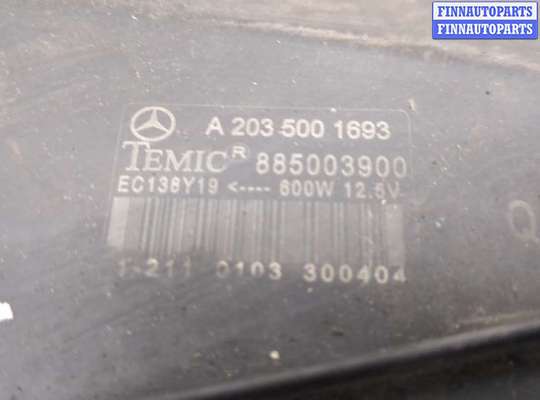 FINNAUTOPARTS
FINNAUTOPARTS
A 203 500 1693
TEMIC R 885003900
EC138Y19 <---- 600W 12.5V
1-211 0103 300404
Q